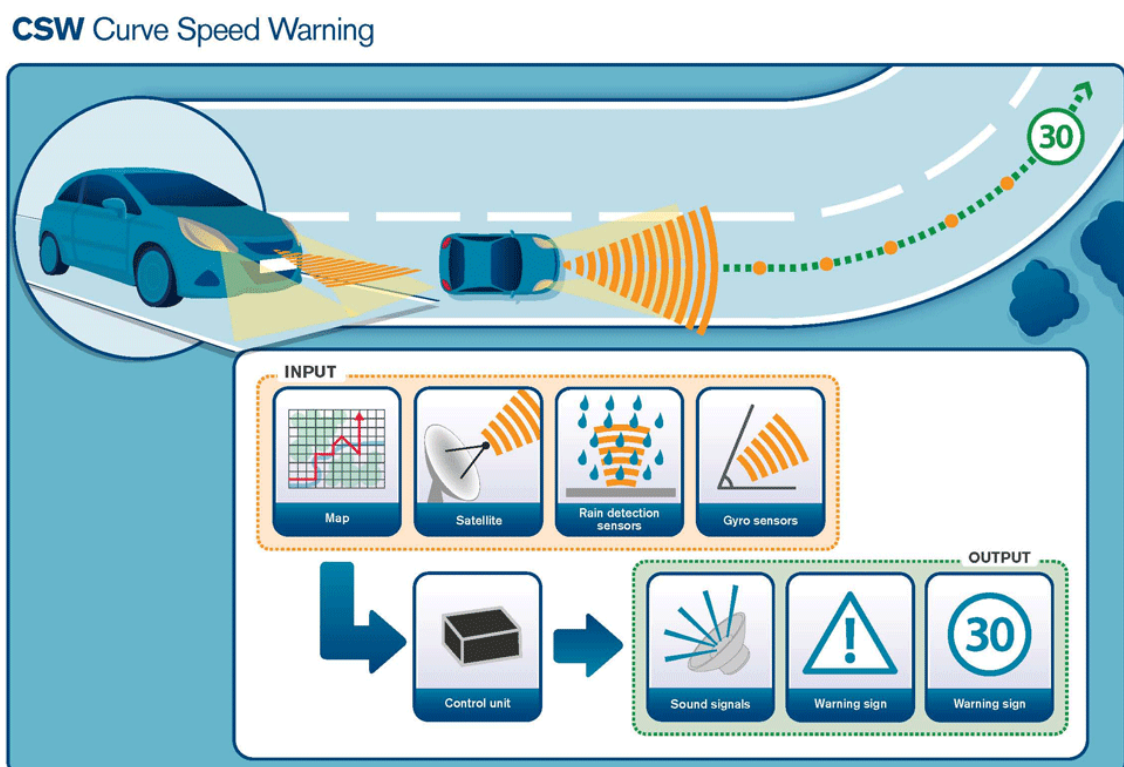 CSW Curve Speed Warning
30
INPUT
Map
Satellite
Rain detection
sensors
Gyro sensors
OUTPUT
Control unit
Sound signals
!
Warning sign
30
Warning sign